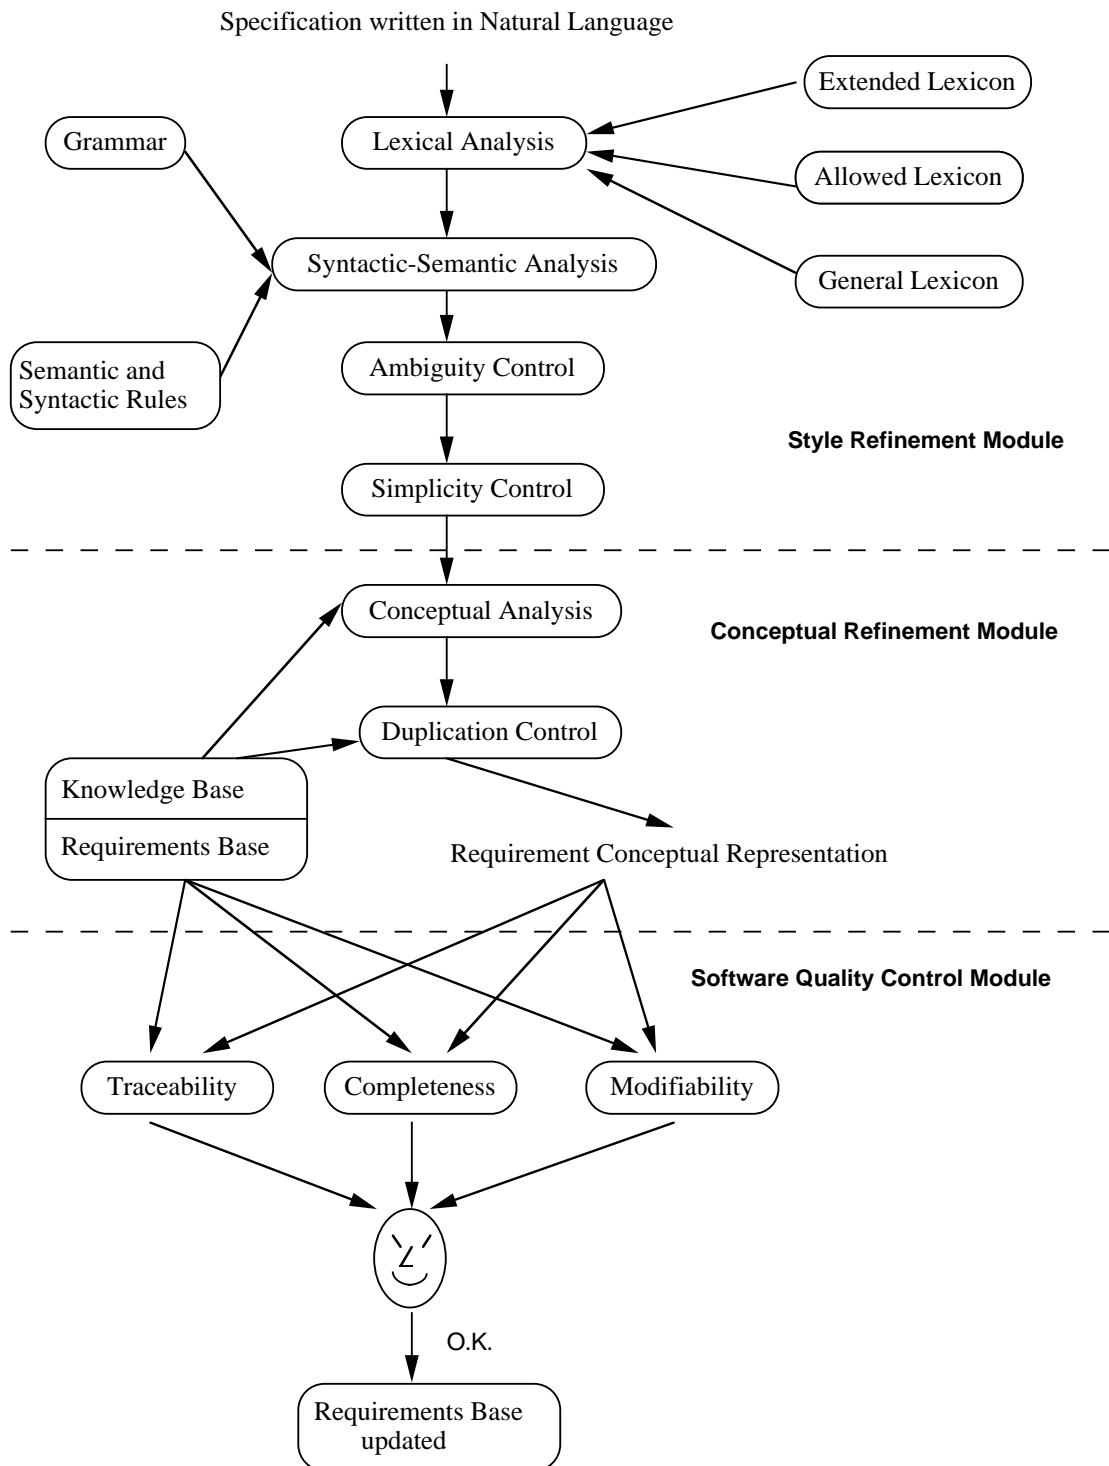 Specification written in Natural Language
Extended Lexicon
Grammar
Lexical Analysis
Allowed Lexicon
Syntactic-Semantic Analysis
General Lexicon
Semantic and
Syntactic Rules
Ambiguity Control
Style Refinement Module
Simplicity Control
Conceptual Analysis
Conceptual Refinement Module
Duplication Control
Knowledge Base
Requirements Base
Requirement Conceptual Representation
Software Quality Control Module
Traceability
Completeness
Modifiability
O.K.
Requirements Base
updated